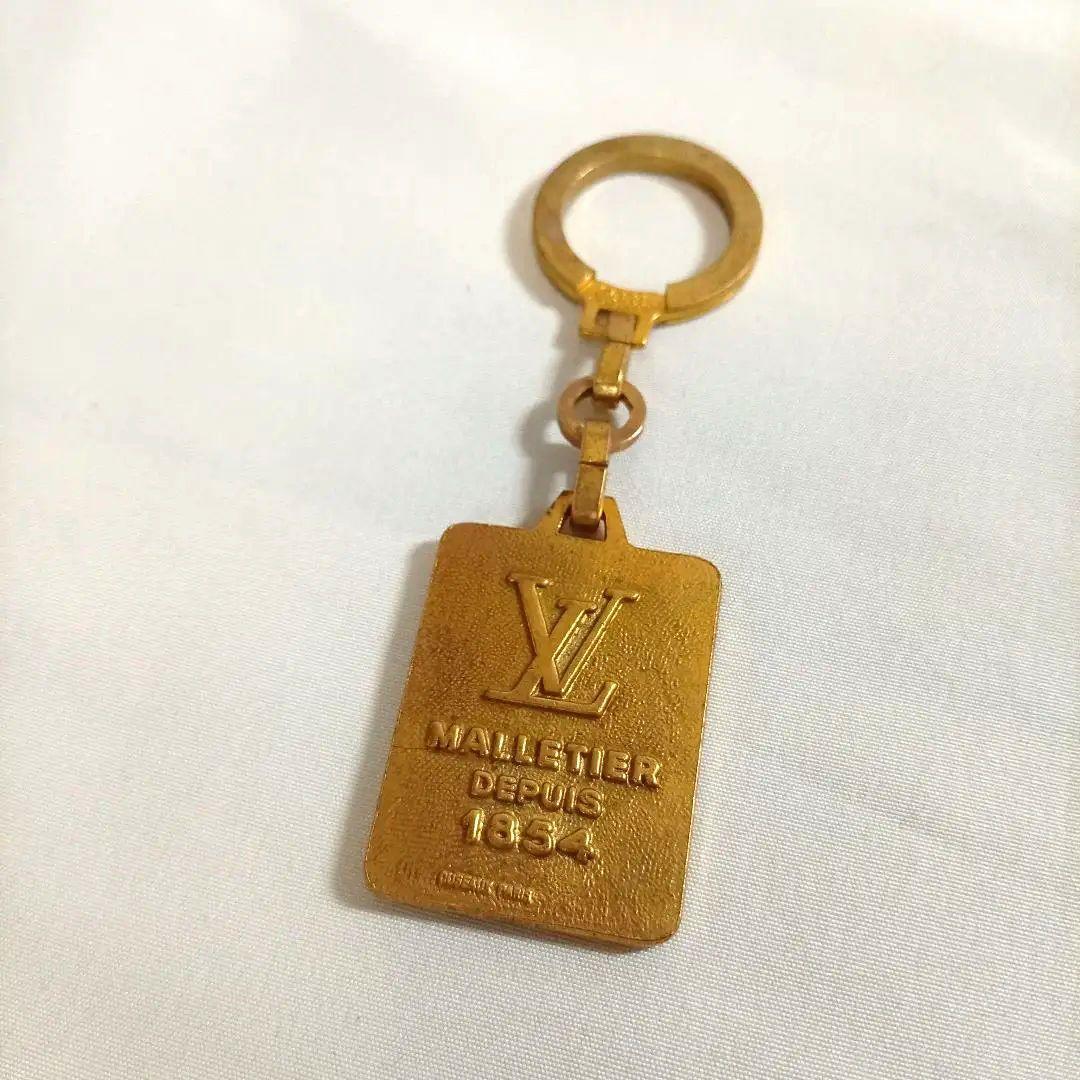 LV
MALLETIER
DEPUIS
1854